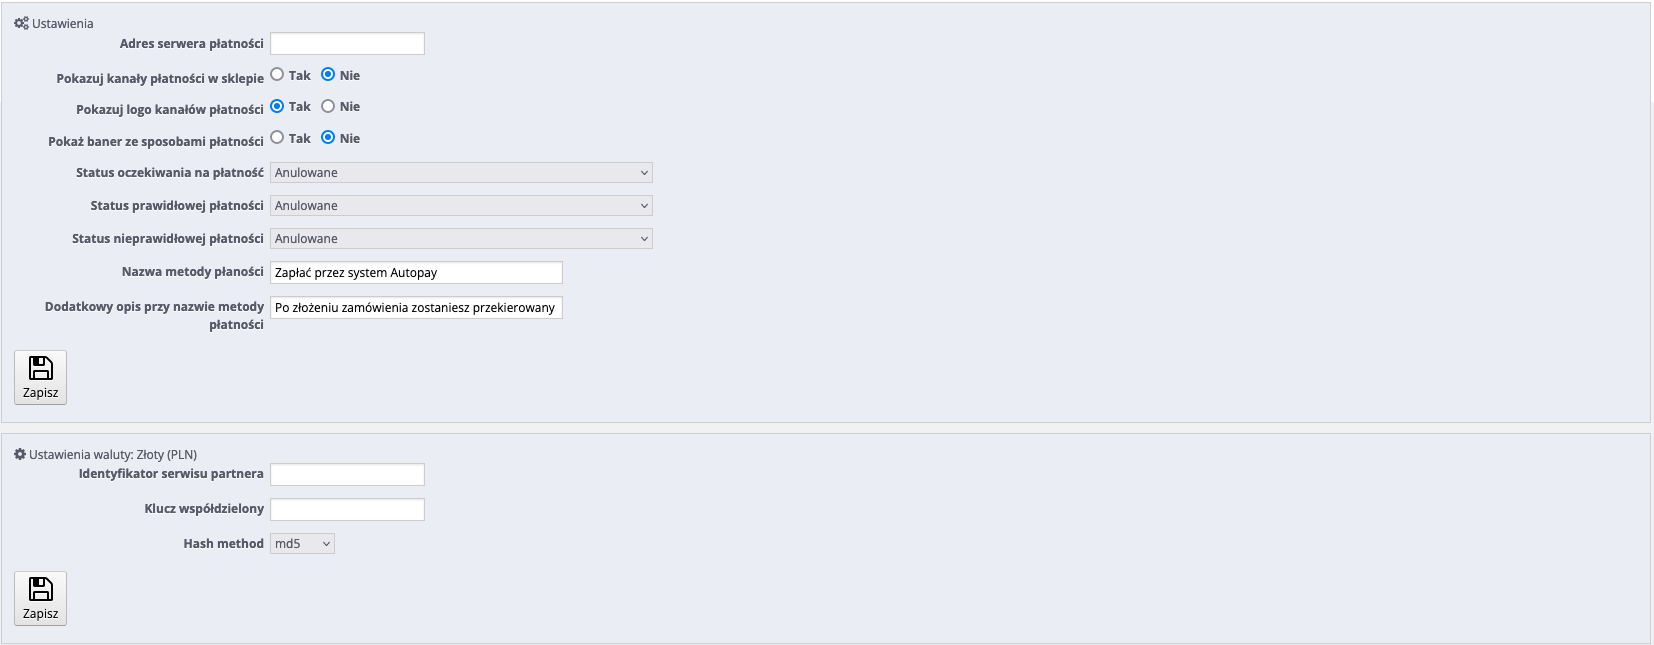 Ustawienia
Adres serwera płatności
Pokazuj kanały płatności w sklepie Tak Nie
Pokazuj logo kanałów płatności Tak Nie
Pokaż baner ze sposobami płatności Tak Nie
Status oczekiwania na płatność Anulowane
Status prawidłowej płatności Anulowane
Status nieprawidłowej płatności Anulowane
Nazwa metody płaności Zapłać przez system Autopay
Dodatkowy opis przy nazwie metody Po złożeniu zamówienia zostaniesz przekierowany
płatności
Zapisz
Ustawienia waluty: Złoty (PLN)
Identyfikator serwisu partnera
Klucz współdzielony
Hash method md5
Zapisz